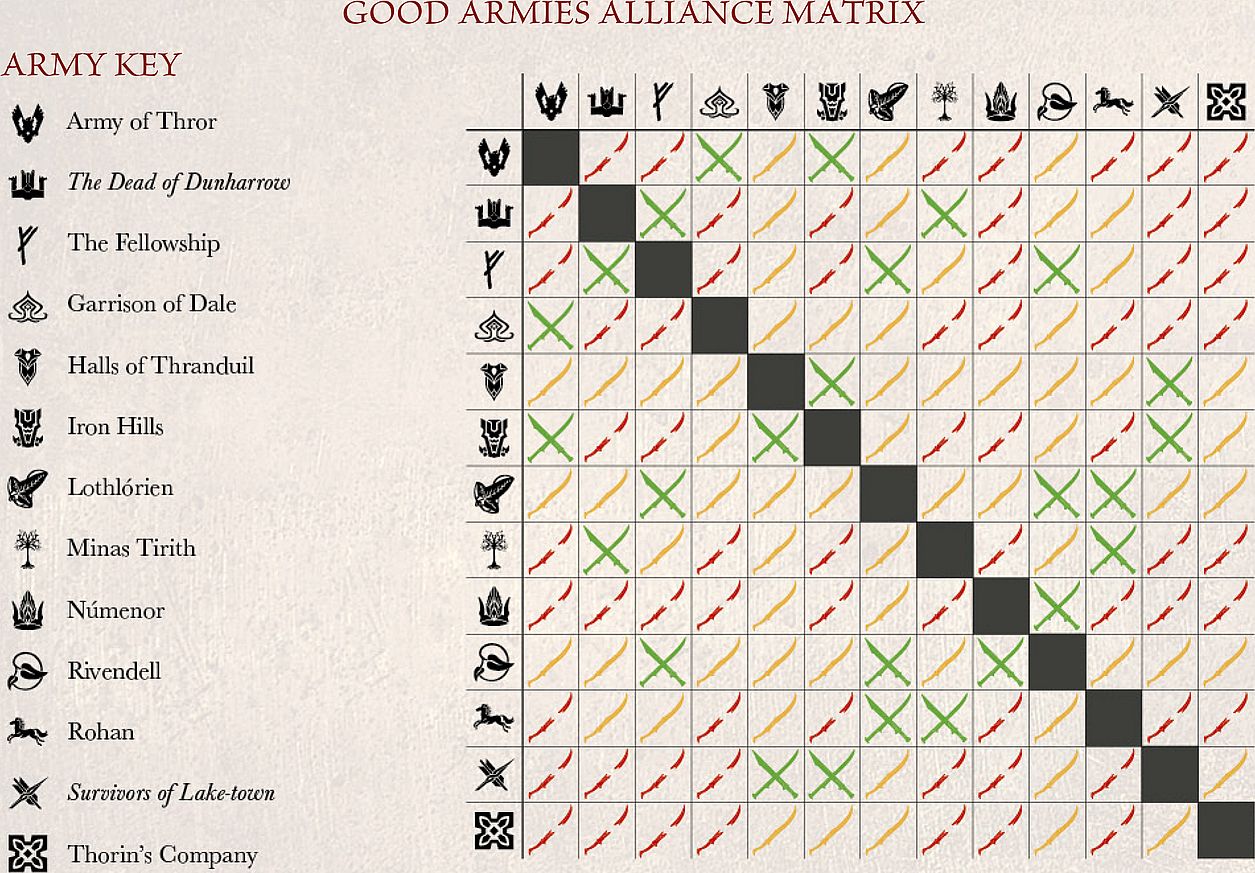 GOOD ARMIES ALLIANCE MATRIX
ARMY KEY
Army of Thror
The Dead of Dunharrow
The Fellowship
Garrison of Dale
Halls of Thranduil
Iron Hills
Lothlórien
Minas Tirith
Númenor
Rivendell
Rohan
Survivors of Lake-town
Thorin's Company